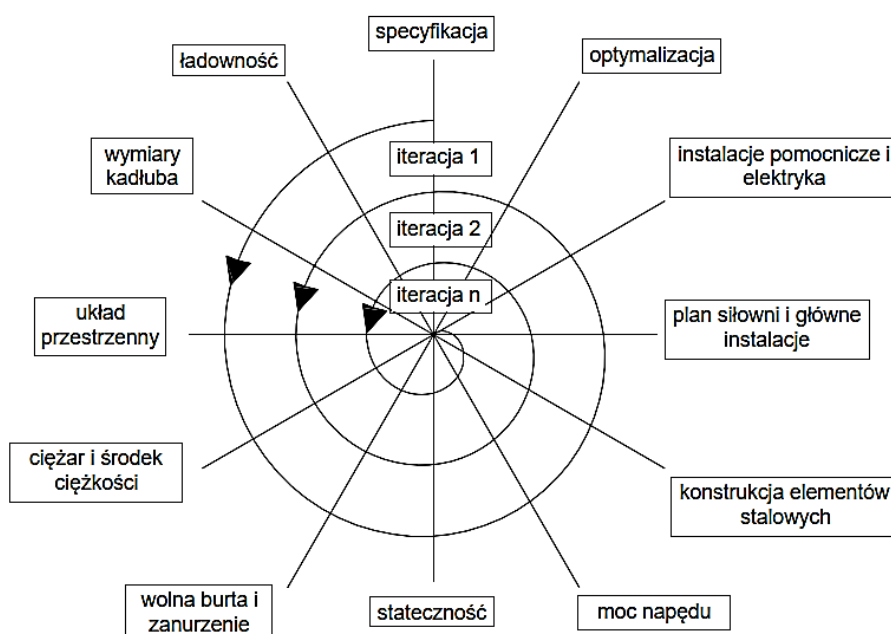 specyfikacja
ładowność
optymalizacja
wymiary
kadłuba
iteracja 1
instalacje pomocnicze i
elektryka
iteracja 2
iteracja n
układ
przestrzenny
plan siłowni i główne
instalacje
ciężar i środek
ciężkości
konstrukcja elementów
stalowych
wolna burta i
zanurzenie
stateczność
moc napędu